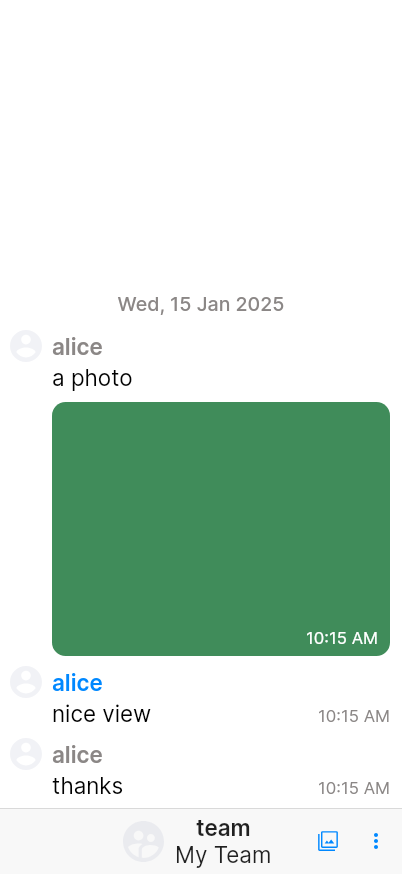 Wed, 15 Jan 2025
alice
a photo
10:15 AM
alice
nice view
10:15 AM
alice
thanks
10:15 AM
team
My Team